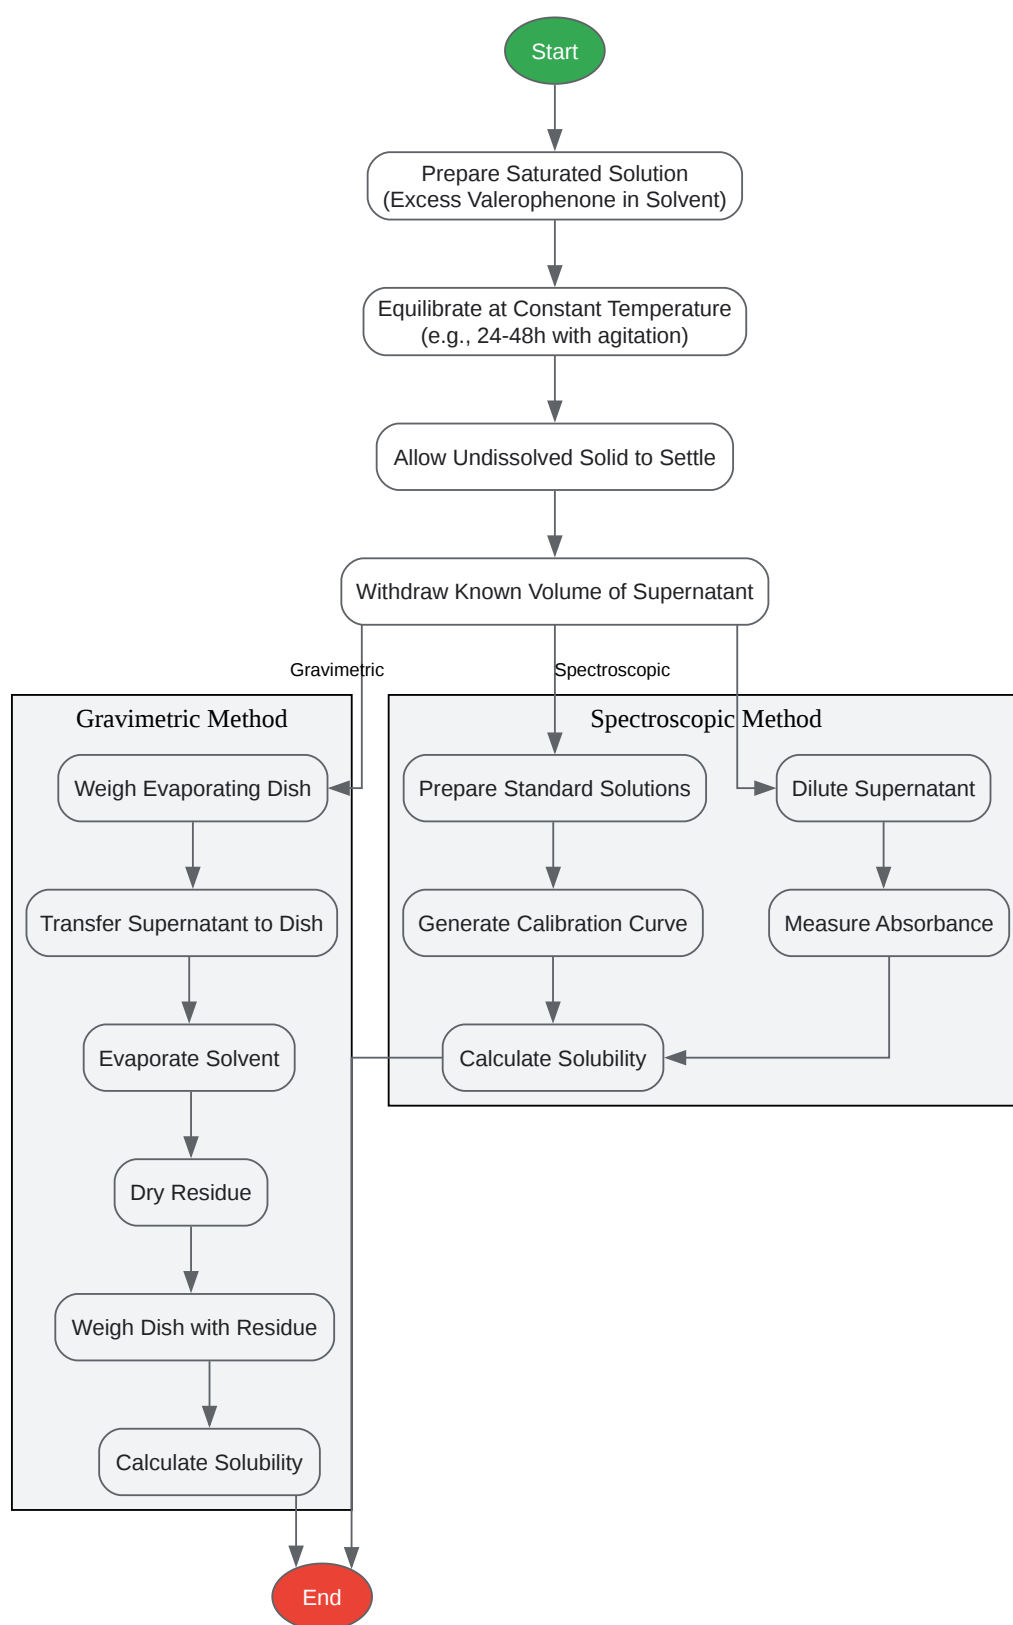 Start
Prepare Saturated Solution
(Excess Valerophenone in Solvent)
Equilibrate at Constant Temperature
(e.g., 24-48h with agitation)
Allow Undissolved Solid to Settle
Withdraw Known Volume of Supernatant
Gravimetric
Spectroscopic
Gravimetric Method
Weigh Evaporating Dish
Transfer Supernatant to Dish
Evaporate Solvent
Dry Residue
Weigh Dish with Residue
Calculate Solubility
Spectroscopic Method
Prepare Standard Solutions
Dilute Supernatant
Generate Calibration Curve
Measure Absorbance
Calculate Solubility
End